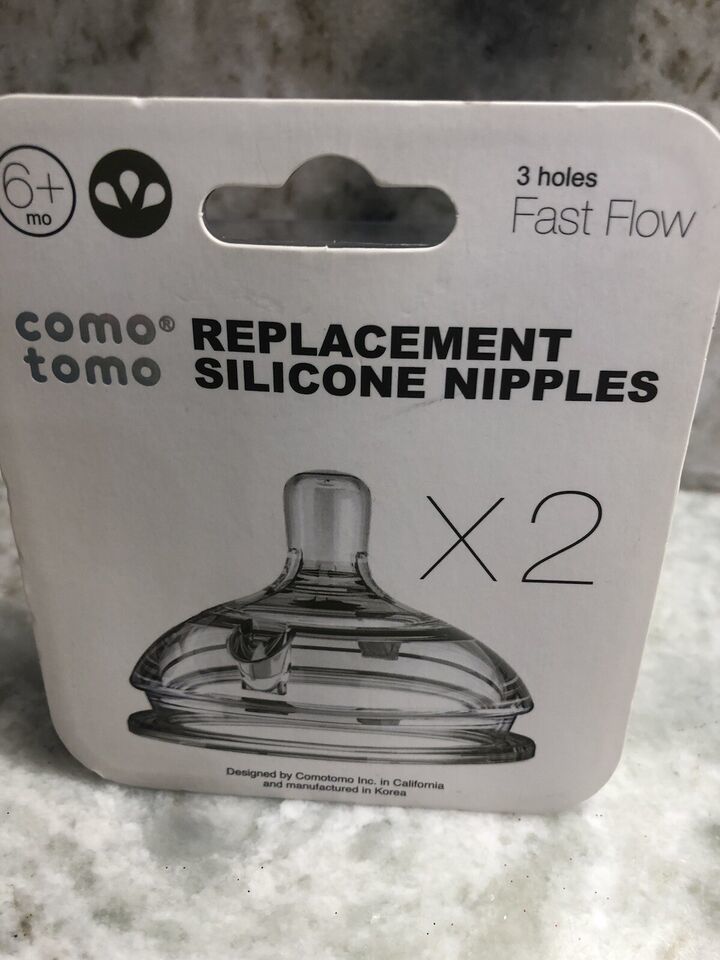 6+
mo
3 holes
Fast Flow
como®
tomo
REPLACEMENT
SILICONE NIPPLES
X2
Designed by Comotomo Inc. in California
and manufactured in Korea